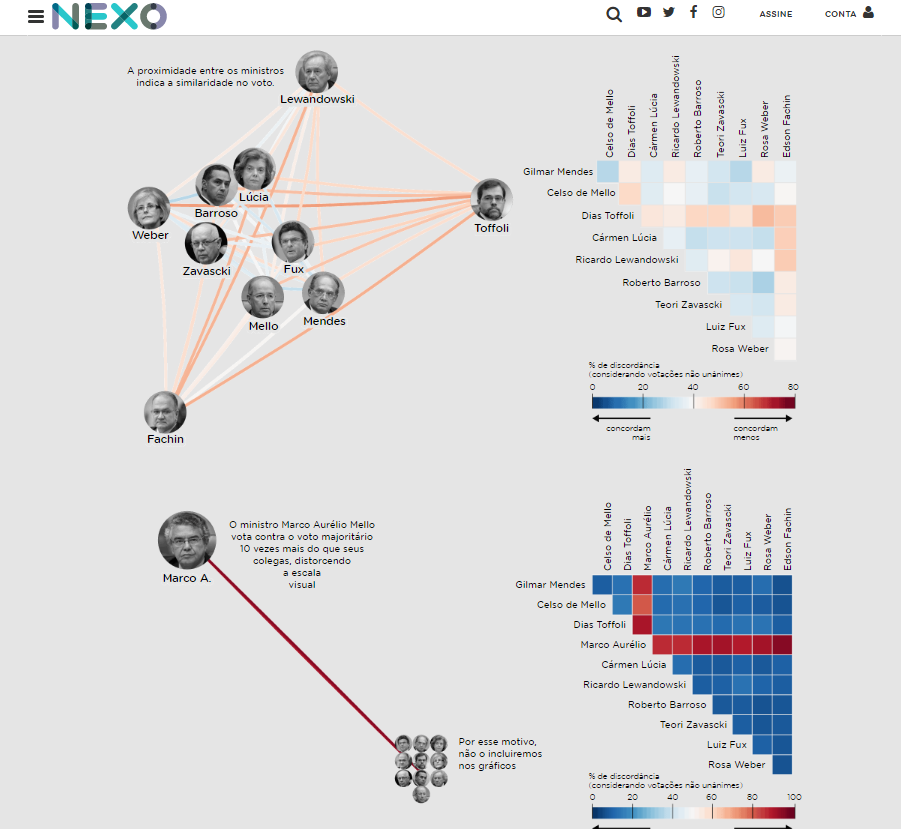 NEXO
ASSINE
CONTA
A proximidade entre os ministros
indica a similaridade no voto.
Lewandowski
Lúcia
Barroso
Weber
Toffoli
Zavascki
Fux
Mello
Mendes
Fachin
Celso de Mello
Dias Toffoli
Cármen Lúcia
Ricardo Lewandowski
Roberto Barroso
Teori Zavascki
Luiz Fux
Rosa Weber
Edson Fachin
Gilmar Mendes
Celso de Mello
Dias Toffoli
Cármen Lúcia
Ricardo Lewandowski
Roberto Barroso
Teori Zavascki
Luiz Fux
Rosa Weber
% de discordância
(considerando votações não unânimes)
0 20 40 60 80
concordam
mais
concordam
menos
Marco A.
O ministro Marco Aurélio Mello
vota contra o voto majoritário
10 vezes mais do que seus
colegas, distorcendo
a escala
visual
Por esse motivo,
não o incluiremos
nos gráficos
Celso de Mello
Dias Toffoli
Marco Aurélio
Cármen Lúcia
Ricardo Lewandowski
Roberto Barroso
Teori Zavascki
Luiz Fux
Rosa Weber
Edson Fachin
Gilmar Mendes
Celso de Mello
Dias Toffoli
Marco Aurélio
Cármen Lúcia
Ricardo Lewandowski
Roberto Barroso
Teori Zavascki
Luiz Fux
Rosa Weber
% de discordância
(considerando votações não unânimes)
0 20 40 60 80 100